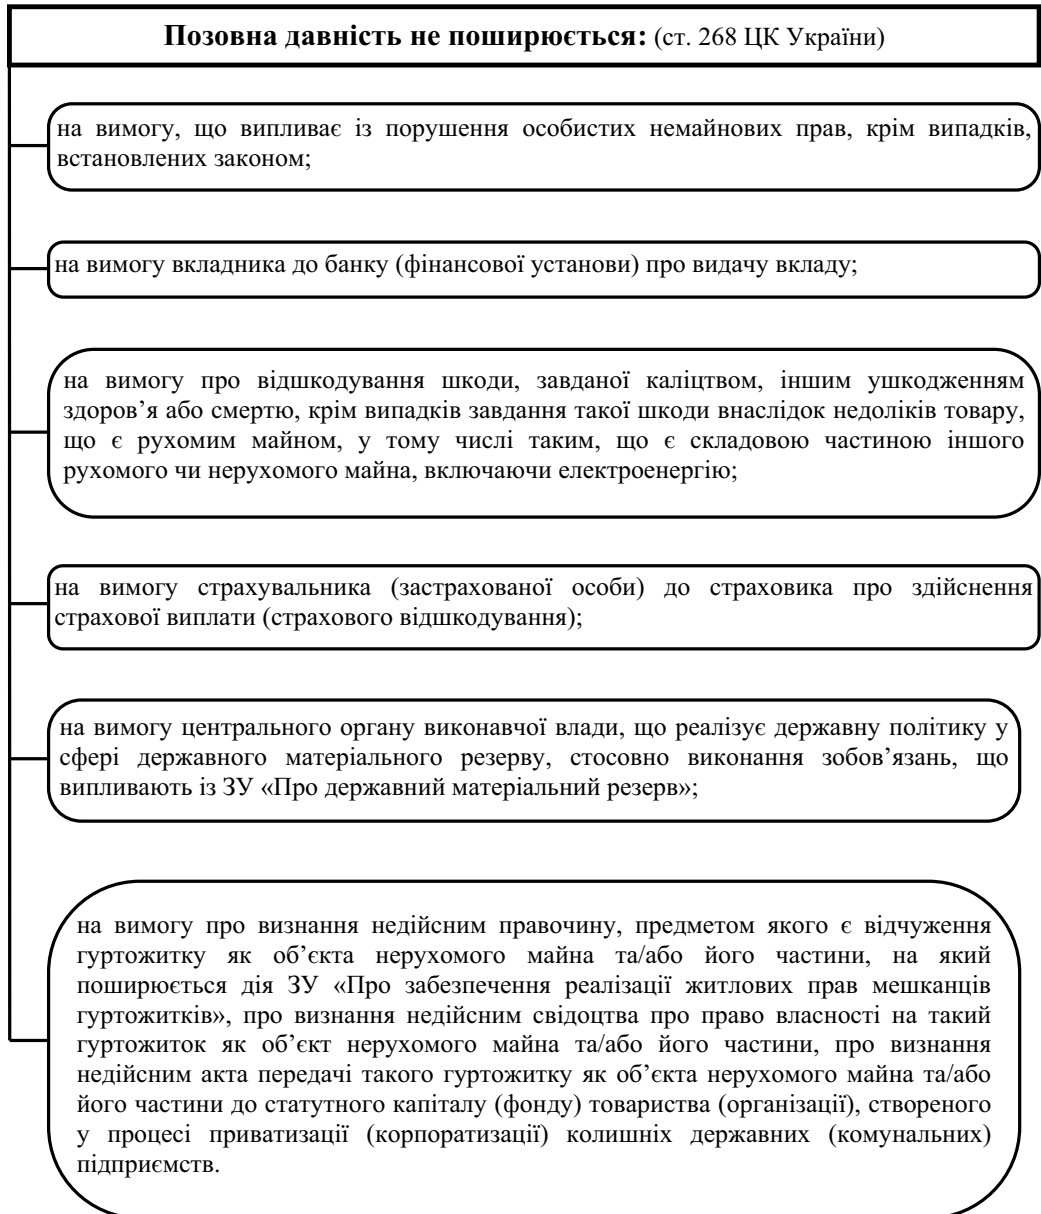 Позовна давність не поширюється: (ст. 268 ЦК України)
на вимогу, що випливає із порушення особистих немайнових прав, крім випадків,
встановлених законом;
на вимогу вкладника до банку (фінансової установи) про видачу вкладу;
на вимогу про відшкодування шкоди, завданої каліцтвом, іншим ушкодженням
здоров’я або смертю, крім випадків завдання такої шкоди внаслідок недоліків товару,
що є рухомим майном, у тому числі таким, що є складовою частиною іншого
рухомого чи нерухомого майна, включаючи електроенергію;
на вимогу страхувальника (застрахованої особи) до страховика про здійснення
страхової виплати (страхового відшкодування);
на вимогу центрального органу виконавчої влади, що реалізує державну політику у
сфері державного матеріального резерву, стосовно виконання зобов’язань, що
випливають із ЗУ «Про державний матеріальний резерв»;
на вимогу про визнання недійсним правочину, предметом якого є відчуження
гуртожитку як об’єкта нерухомого майна та/або його частини, на який
поширюється дія ЗУ «Про забезпечення реалізації житлових прав мешканців
гуртожитків», про визнання недійсним свідоцтва про право власності на такий
гуртожиток як об’єкт нерухомого майна та/або його частини, про визнання
недійсним акта передачі такого гуртожитку як об’єкта нерухомого майна та/або
його частини до статутного капіталу (фонду) товариства (організації), створеного
у процесі приватизації (корпоратизації) колишніх державних (комунальних)
підприємств.